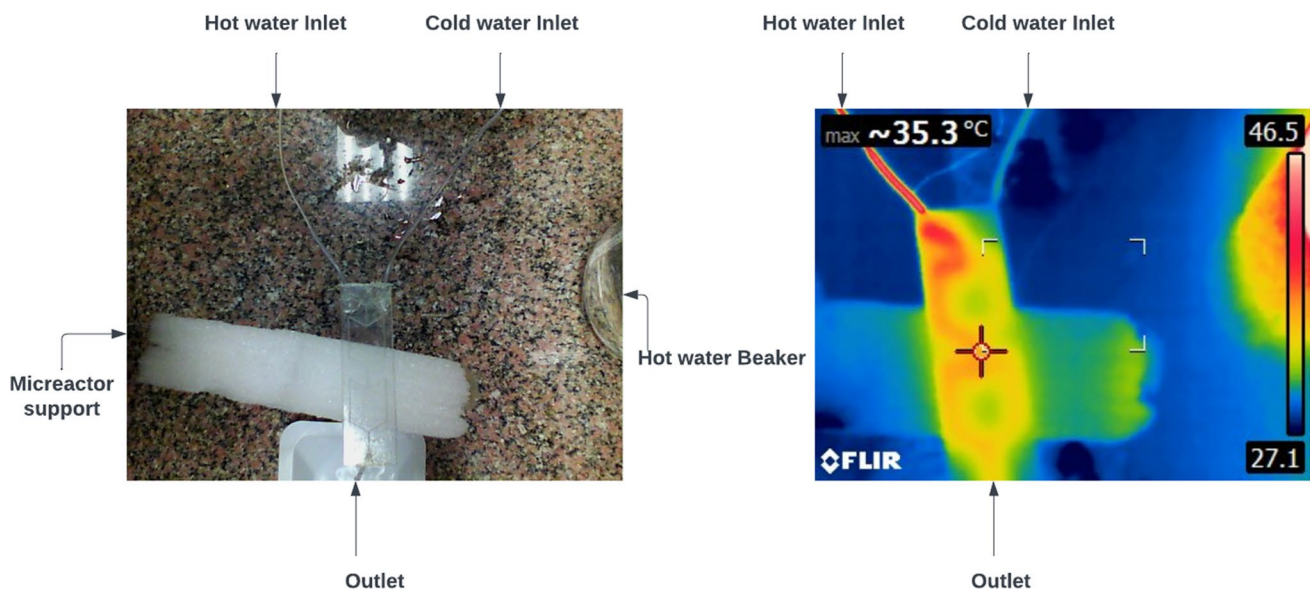 Hot water Inlet
Cold water Inlet
Hot water Inlet
Cold water Inlet
max ~35.3 °C
46.5
Micreactor
support
Hot water Beaker
FLIR
27.1
Outlet
Outlet